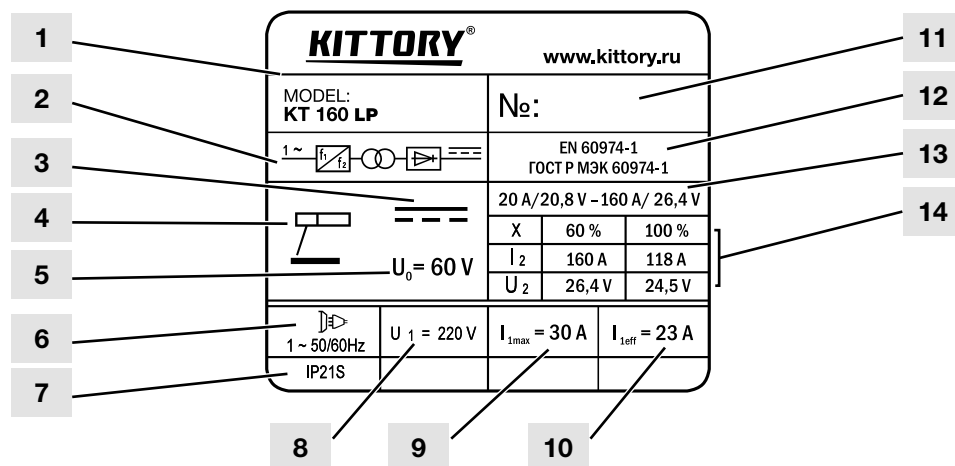 KITTORY®
www.kittory.ru
MODEL:
KT 160 LP
№:
1 ~
f₁
f₂
EN 60974-1
ГОСТ Р МЭК 60974-1
20 A/20,8 V – 160 A/ 26,4 V
X 60 % 100 %
I₂ 160 A 118 A
U₂ 26,4 V 24,5 V
U₀ = 60 V
1 ~ 50/60Hz
U 1 = 220 V
I₁max = 30 A
I₁eff = 23 A
IP21S
1
2
3
4
5
6
7
8
9
10
11
12
13
14